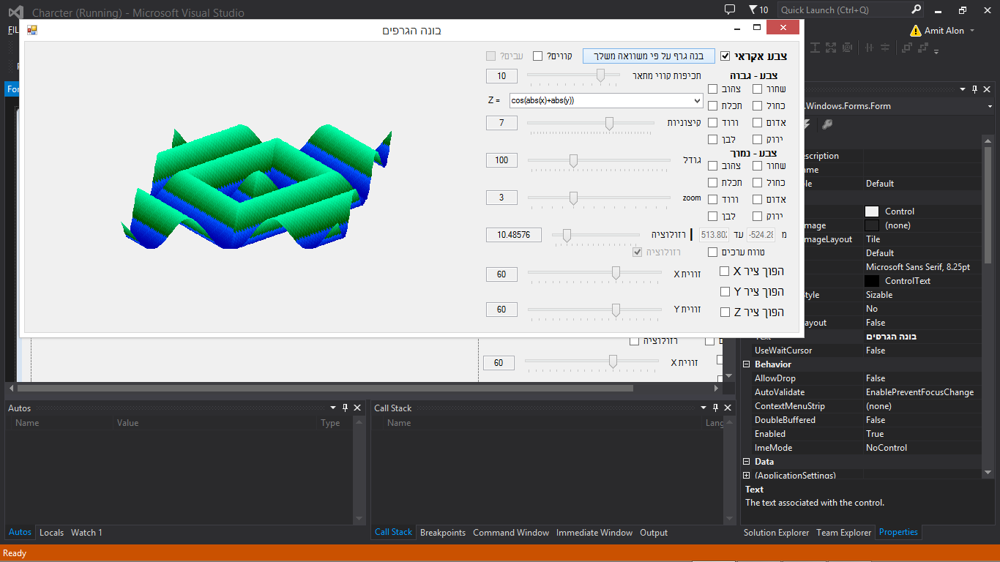 Charcter (Running) - Microsoft Visual Studio
10
Quick Launch (Ctrl+Q)
FIL
Amit Alon
בונה הגרפים
צבע אקראי
בנה גרף על פי משוואה משלך
קווים?
עבים?
צבע - גבוה
תכיפות קווי מתאר
10
For
שחור
צהוב
Z =
cos(abs(x)+abs(y))
כחול
תכלת
.Windows.Forms.Form
אדום
ורוד
קיצוניות
7
ירוק
לבן
צבע - נמוך
escription
גודל
100
שחור
צהוב
me
כחול
תכלת
ble
Default
אדום
ורוד
zoom
3
ירוק
לבן
Control
mage
(none)
מ
-524.28
עד
513.802
רזולוציה
10.48576
mageLayout
Tile
טווח ערכים
רזולוציה
Default
Microsoft Sans Serif, 8.25pt
הפוך ציר X
זווית X
60
ControlText
הפוך ציר Y
tyle
Sizable
הפוך ציר Z
זווית Y
60
No
ayout
False
Text
בונה הגרפים
רזולוציה
UseWaitCursor
False
זווית X
60
Behavior
AllowDrop
False
AutoValidate
EnablePreventFocusChange
ContextMenuStrip
(none)
DoubleBuffered
False
Enabled
True
ImeMode
NoControl
Data
(ApplicationSettings)
Autos
Name
Value
Type
Call Stack
Name
Lang
Text
The text associated with the control.
Autos
Locals
Watch 1
Call Stack
Breakpoints
Command Window
Immediate Window
Output
Solution Explorer
Team Explorer
Properties
Ready